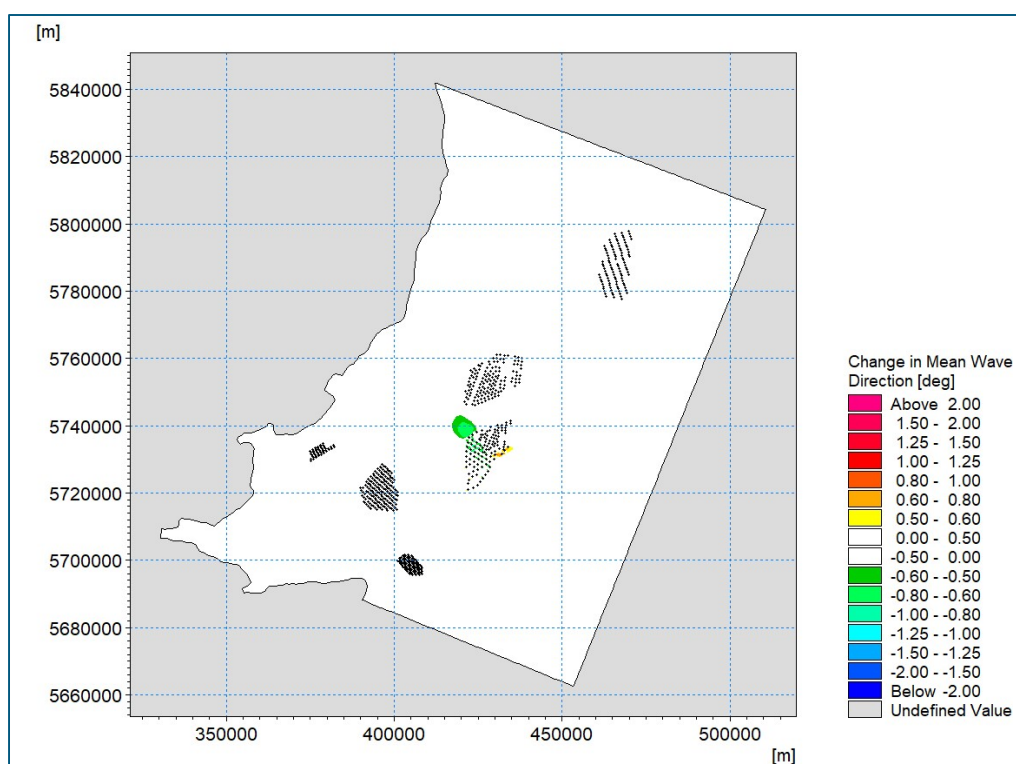 [m]
5840000
5820000
5800000
5780000
5760000
5740000
5720000
5700000
5680000
5660000
350000 400000 450000 500000
[m]
Change in Mean Wave
Direction [deg]
Above 2.00
1.50 - 2.00
1.25 - 1.50
1.00 - 1.25
0.60 - 0.80
0.50 - 0.60
0.00 - 0.50
-0.50 - 0.00
-0.60 - -0.50
-0.80 - -0.60
-1.00 - -0.80
-1.25 - -1.00
-1.50 - -1.25
-2.00 - -1.50
Below -2.00
Undefined Value